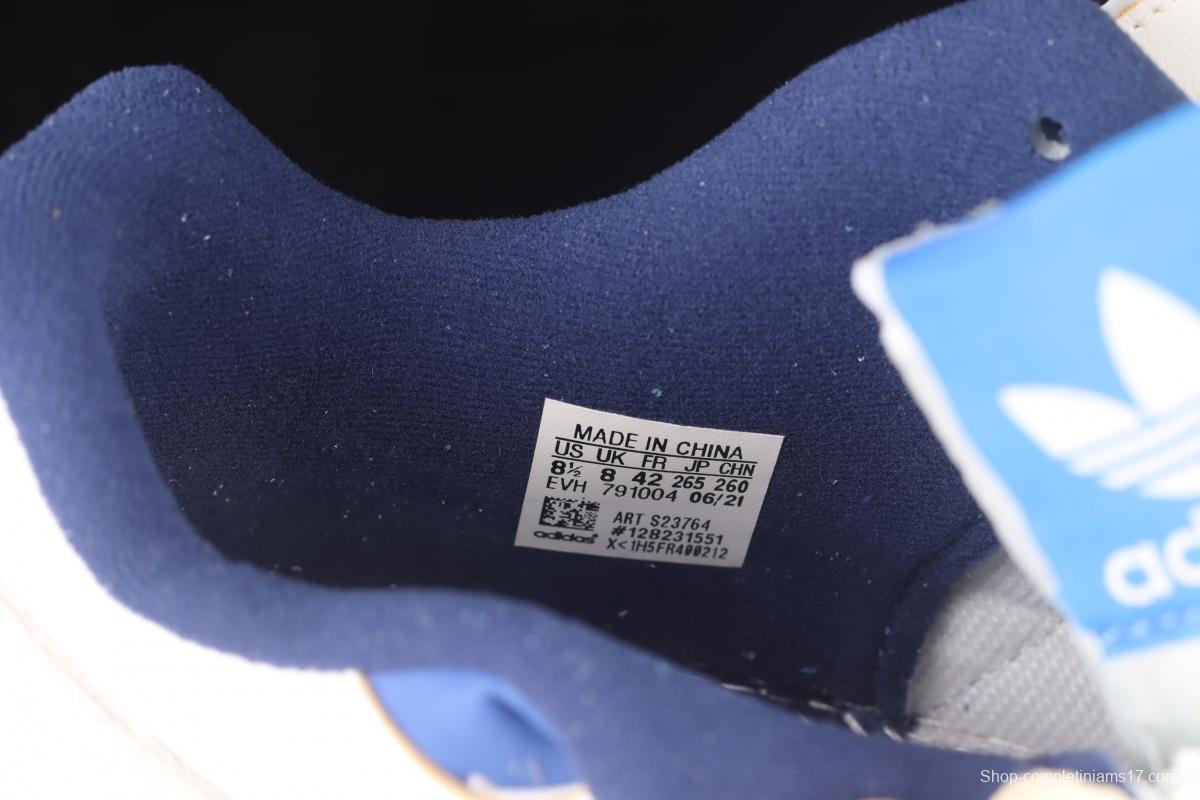 MADE IN CHINA
US UK FR JP CHN
8½ 8 42 265 260
EVH 791004 06/21
ART S23764
#128231551
X<1H5FR400212
adidas
ad
Shop-completiniams17.com